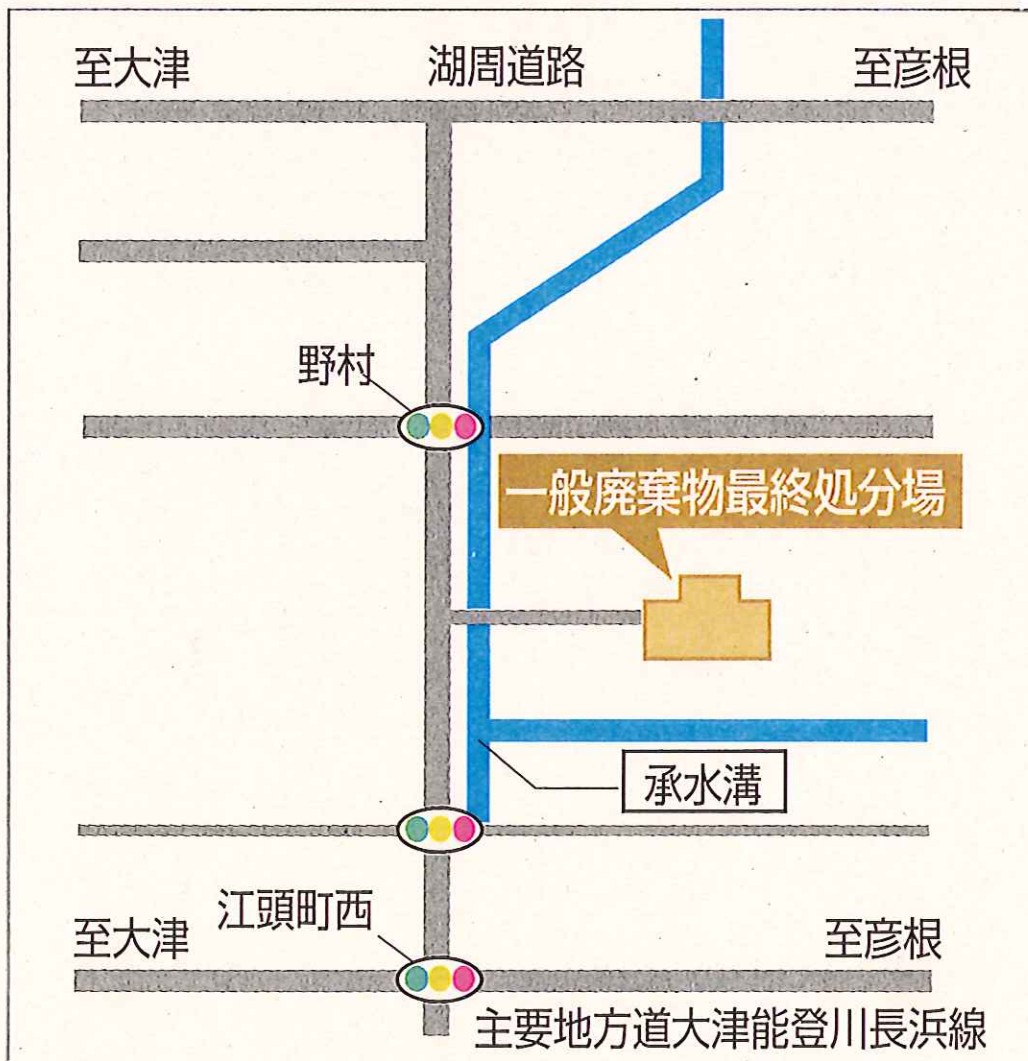 至大津
湖周道路
至彦根
野村
一般廃棄物最終処分場
承水溝
江頭町西
至大津
至彦根
主要地方道大津能登川長浜線